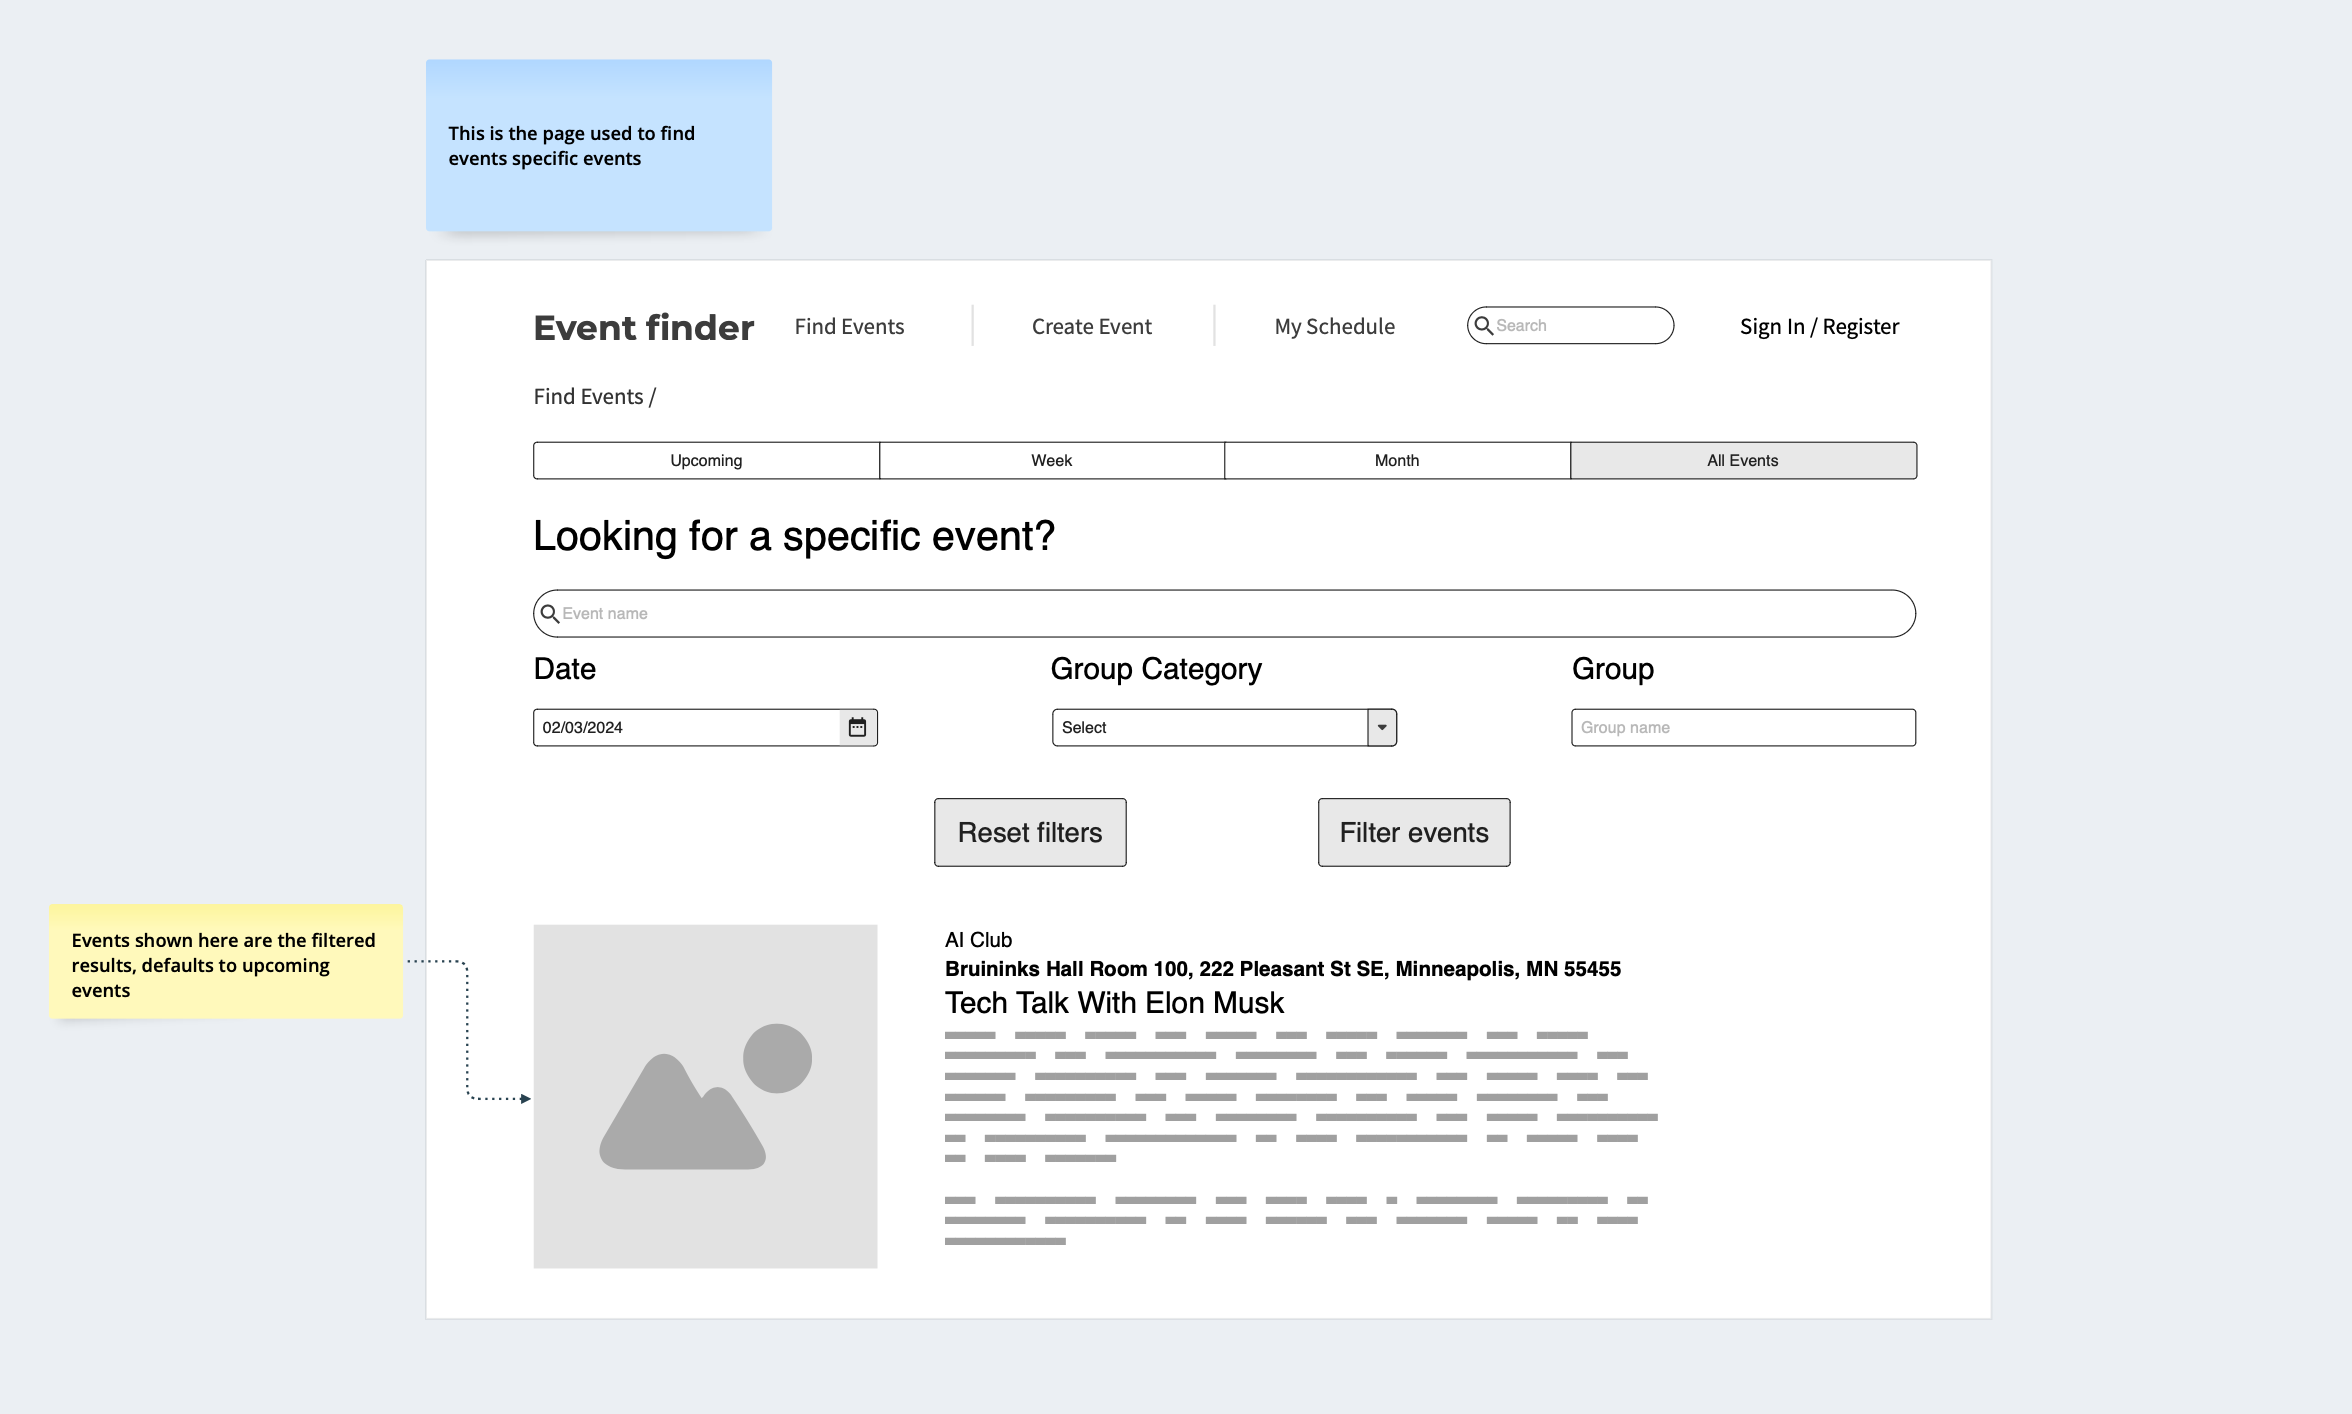 This is the page used to find
events specific events
Event finder
Find Events
Create Event
My Schedule
Search
Sign In / Register
Find Events /
Upcoming
Week
Month
All Events
Looking for a specific event?
Event name
Date
Group Category
Group
02/03/2024
Select
Group name
Reset filters
Filter events
Events shown here are the filtered
results, defaults to upcoming
events
AI Club
Bruininks Hall Room 100, 222 Pleasant St SE, Minneapolis, MN 55455
Tech Talk With Elon Musk